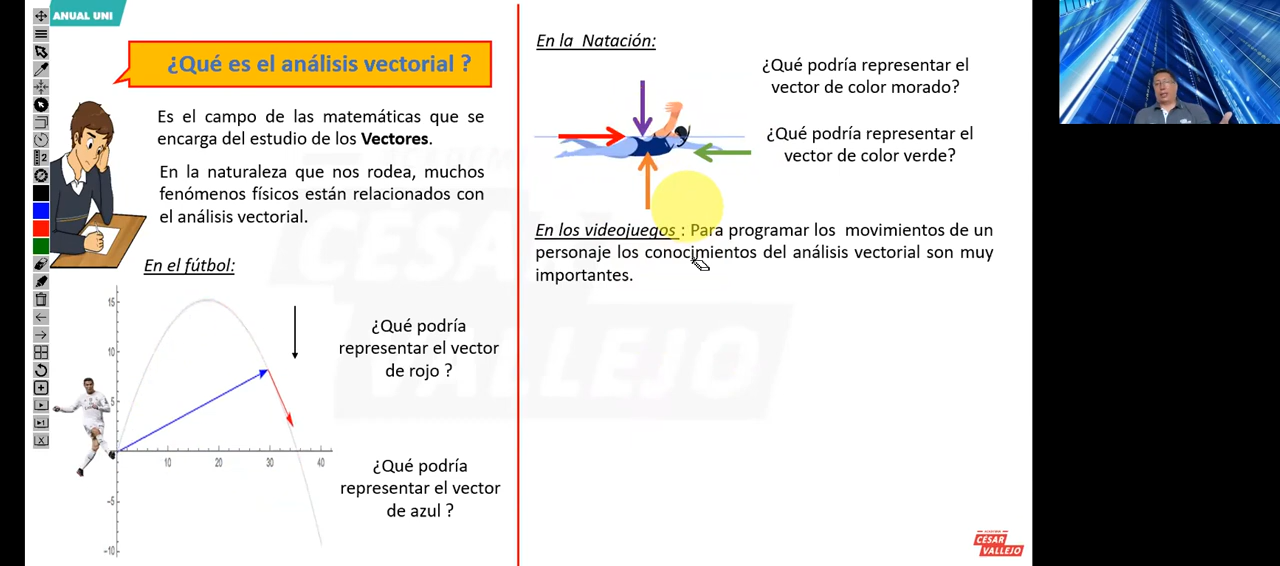 ANUAL UNI
¿Qué es el análisis vectorial ?
Es el campo de las matemáticas que se
encarga del estudio de los Vectores.
En la naturaleza que nos rodea, muchos
fenómenos físicos están relacionados con
el análisis vectorial.
En el fútbol:
15
10
5
-5
-10
10
20
30
40
¿Qué podría
representar el vector
de rojo ?
¿Qué podría
representar el vector
de azul ?
En la Natación:
¿Qué podría representar el
vector de color morado?
¿Qué podría representar el
vector de color verde?
En los videojuegos : Para programar los movimientos de un
personaje los conocimientos del análisis vectorial son muy
importantes.
ACADEMIA
CESAR
VALLEJO
ACADEMIA
CÉSAR
VALLEJO